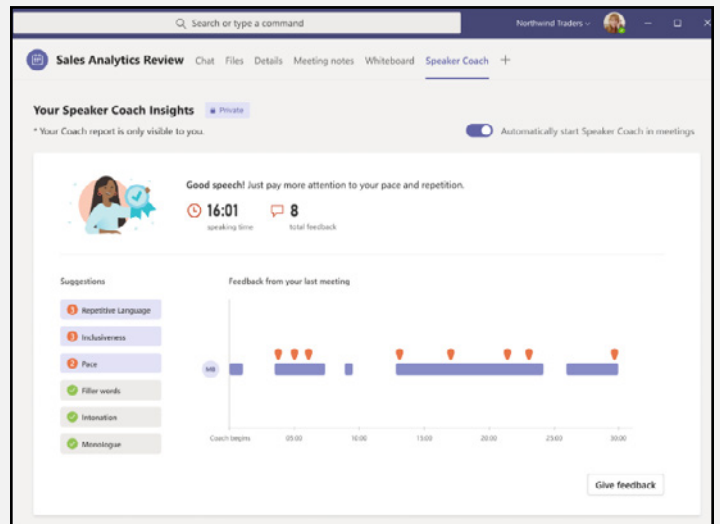 Search or type a command
Northwind Traders
Sales Analytics Review Chat Files Details Meeting notes Whiteboard Speaker Coach +
Your Speaker Coach Insights Private
* Your Coach report is only visible to you.
Automatically start Speaker Coach in meetings
Good speech! Just pay more attention to your pace and repetition.
16:01
speaking time
8
total feedback
Suggestions
Repetitive Language
Inclusiveness
2 Pace
Filler words
Intonation
Monologue
Feedback from your last meeting
MB
Coach begins 05:00 10:00 15:00 20:00 25:00 30:00
Give feedback